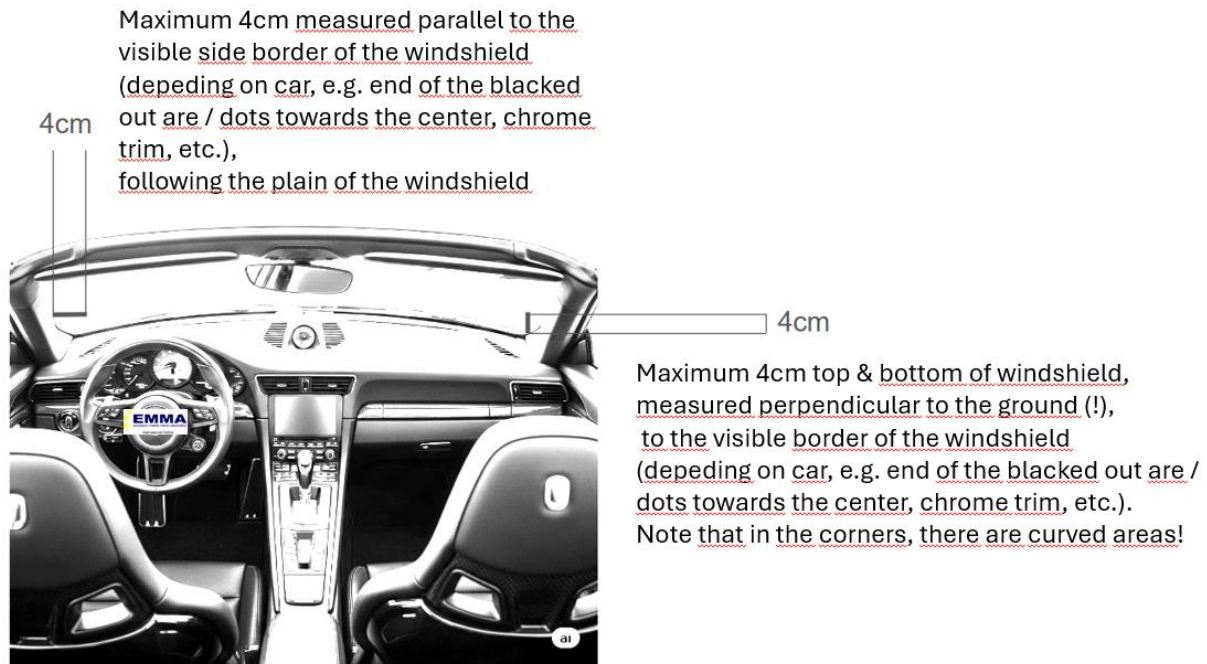 Maximum 4cm measured parallel to the
visible side border of the windshield
(depeding on car, e.g. end of the blacked
out are / dots towards the center, chrome
trim, etc.),
following the plain of the windshield
4cm
4cm
Maximum 4cm top & bottom of windshield,
measured perpendicular to the ground (!),
to the visible border of the windshield
(depeding on car, e.g. end of the blacked out are /
dots towards the center, chrome trim, etc.).
Note that in the corners, there are curved areas!
EMMA
aı